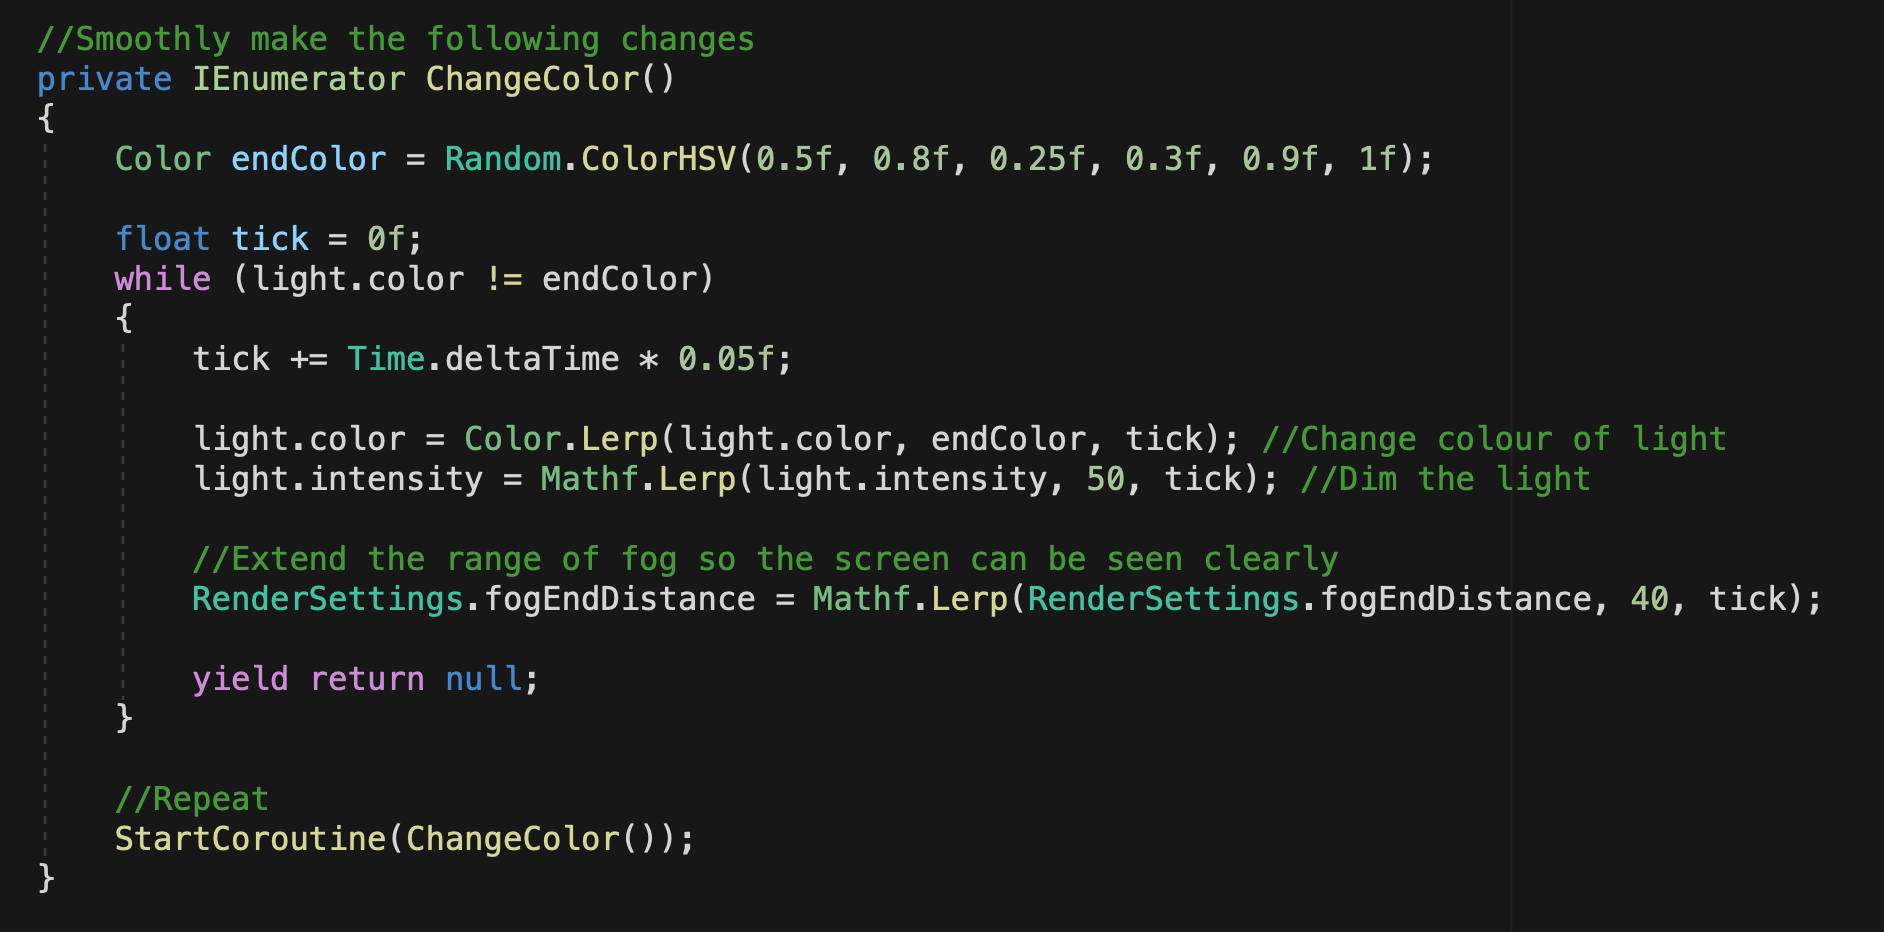 //Smoothly make the following changes
private IEnumerator ChangeColor()
{
    Color endColor = Random.ColorHSV(0.5f, 0.8f, 0.25f, 0.3f, 0.9f, 1f);

    float tick = 0f;
    while (light.color != endColor)
    {
        tick += Time.deltaTime * 0.05f;

        light.color = Color.Lerp(light.color, endColor, tick); //Change colour of light
        light.intensity = Mathf.Lerp(light.intensity, 50, tick); //Dim the light

        //Extend the range of fog so the screen can be seen clearly
        RenderSettings.fogEndDistance = Mathf.Lerp(RenderSettings.fogEndDistance, 40, tick);

        yield return null;
    }

    //Repeat
    StartCoroutine(ChangeColor());
}